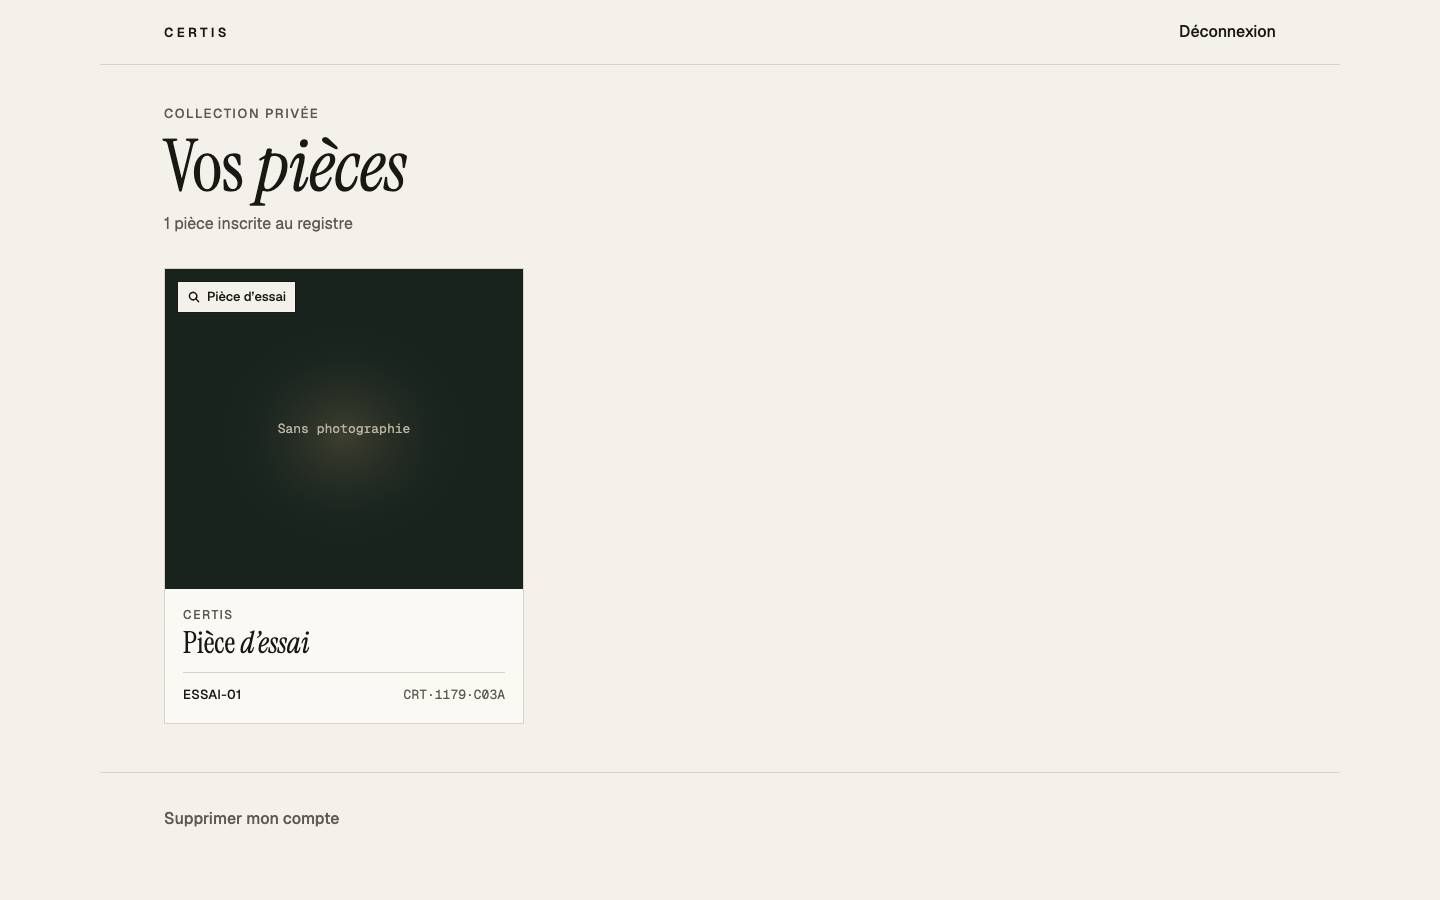 CERTIS
Déconnexion
COLLECTION PRIVÉE
Vos pièces
1 pièce inscrite au registre
Pièce d’essai
Sans photographie
CERTIS
Pièce d’essai
ESSAI-01
CRT·1179·C03A
Supprimer mon compte